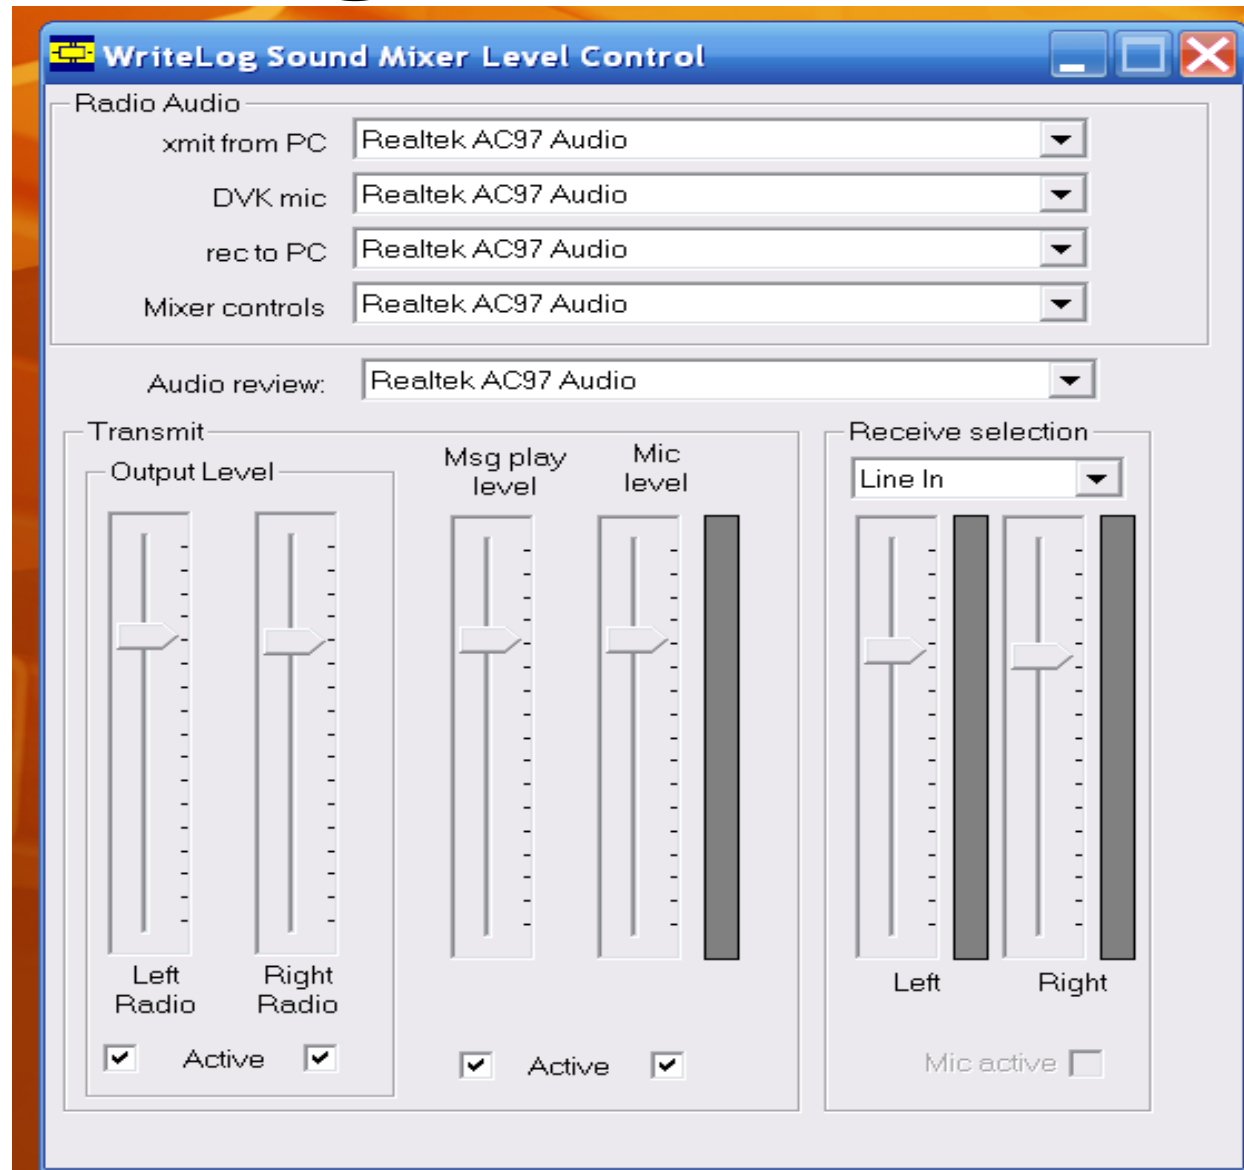 WriteLog Sound Mixer Level Control
Radio Audio
xmit from PC Realtek AC97 Audio
DVK mic Realtek AC97 Audio
rec to PC Realtek AC97 Audio
Mixer controls Realtek AC97 Audio
Audio review: Realtek AC97 Audio
Transmit
Output Level
Msg play
level
Mic
level
Receive selection
Line In
Left
Radio
Right
Radio
Active
Active
Left
Right
Mic active